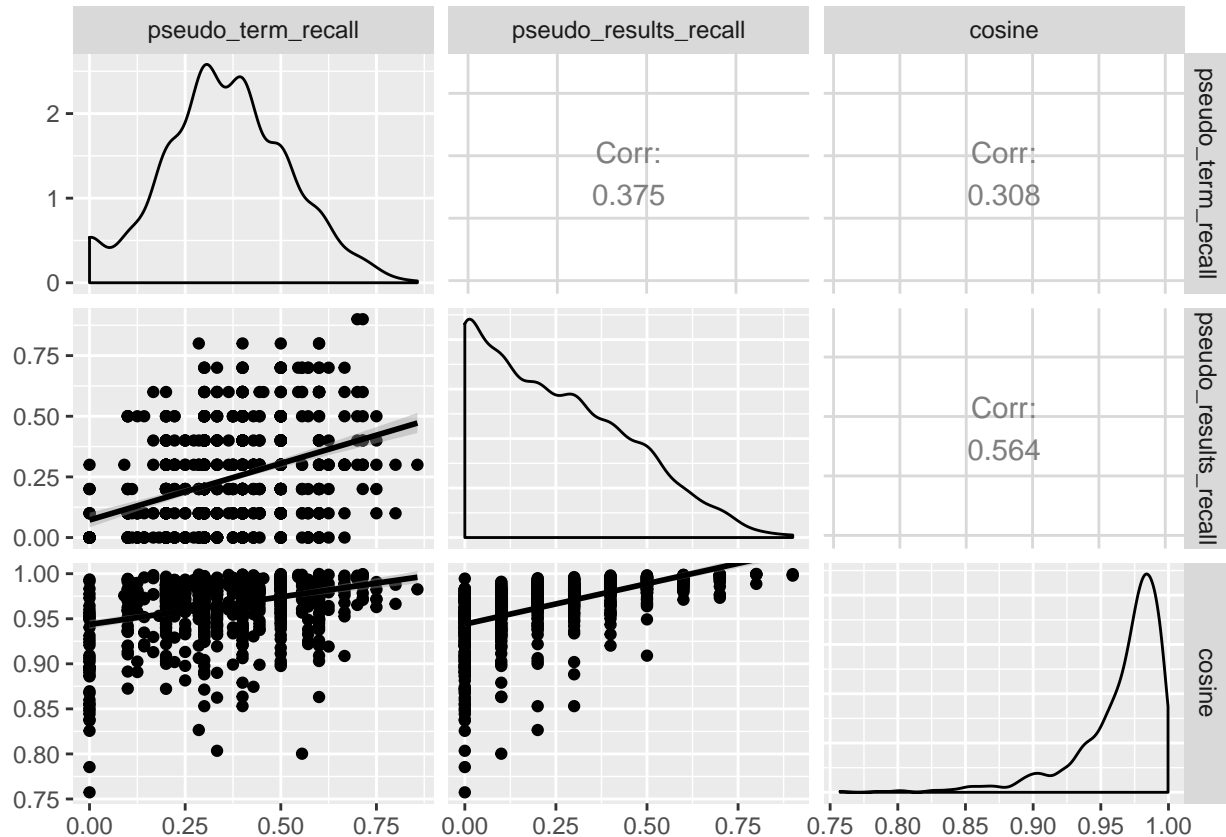 pseudo_term_recall
pseudo_results_recall
cosine
2
1
0
Corr:
0.375
Corr:
0.308
pseudo_term_recall
0.75
0.50
0.25
0.00
Corr:
0.564
pseudo_results_recall
1.00
0.95
0.90
0.85
0.80
0.75
cosine
0.00 0.25 0.50 0.75
0.00 0.25 0.50 0.75
0.75 0.80 0.85 0.90 0.95 1.00